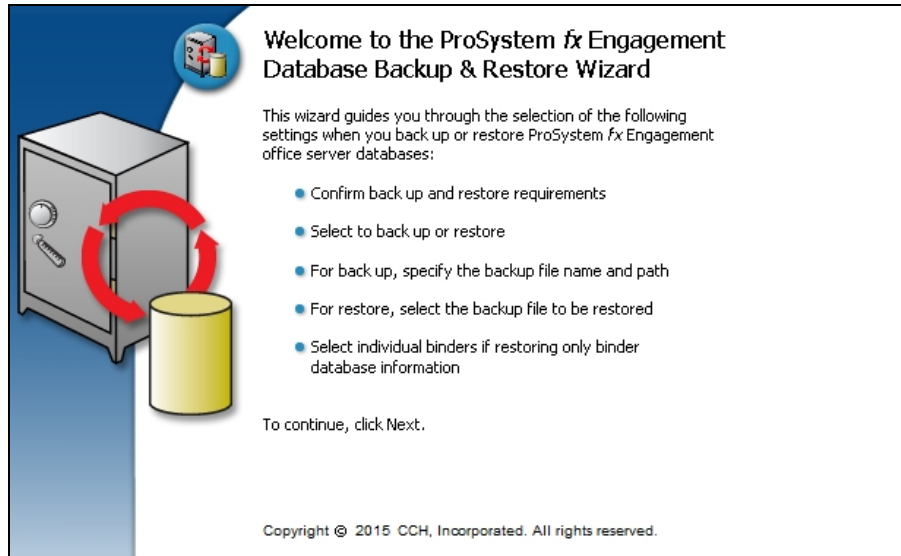 Welcome to the ProSystem fx Engagement
Database Backup & Restore Wizard
This wizard guides you through the selection of the following
settings when you back up or restore ProSystem fx Engagement
office server databases:
Confirm back up and restore requirements
Select to back up or restore
For back up, specify the backup file name and path
For restore, select the backup file to be restored
Select individual binders if restoring only binder
database information
To continue, click Next.
Copyright © 2015 CCH, Incorporated. All rights reserved.